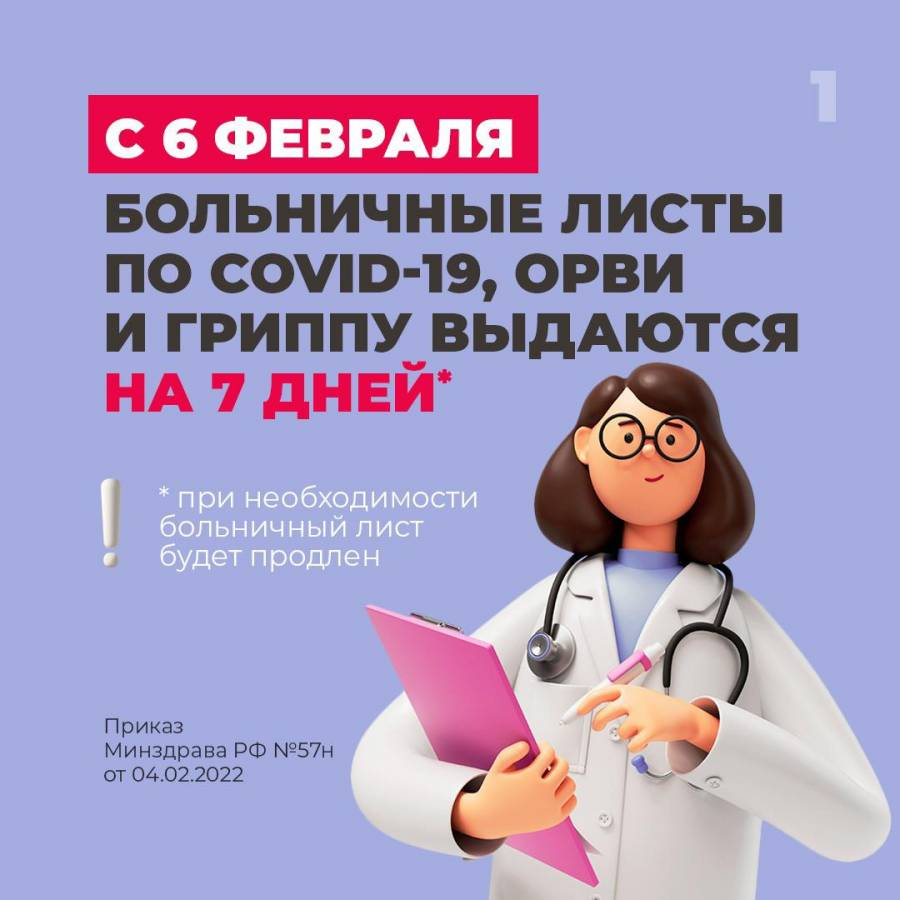 1
С 6 ФЕВРАЛЯ
БОЛЬНИЧНЫЕ ЛИСТЫ
ПО COVID-19, ОРВИ
И ГРИППУ ВЫДАЮТСЯ
НА 7 ДНЕЙ*
* при необходимости
больничный лист
будет продлен
Приказ
Минздрава РФ №57н
от 04.02.2022